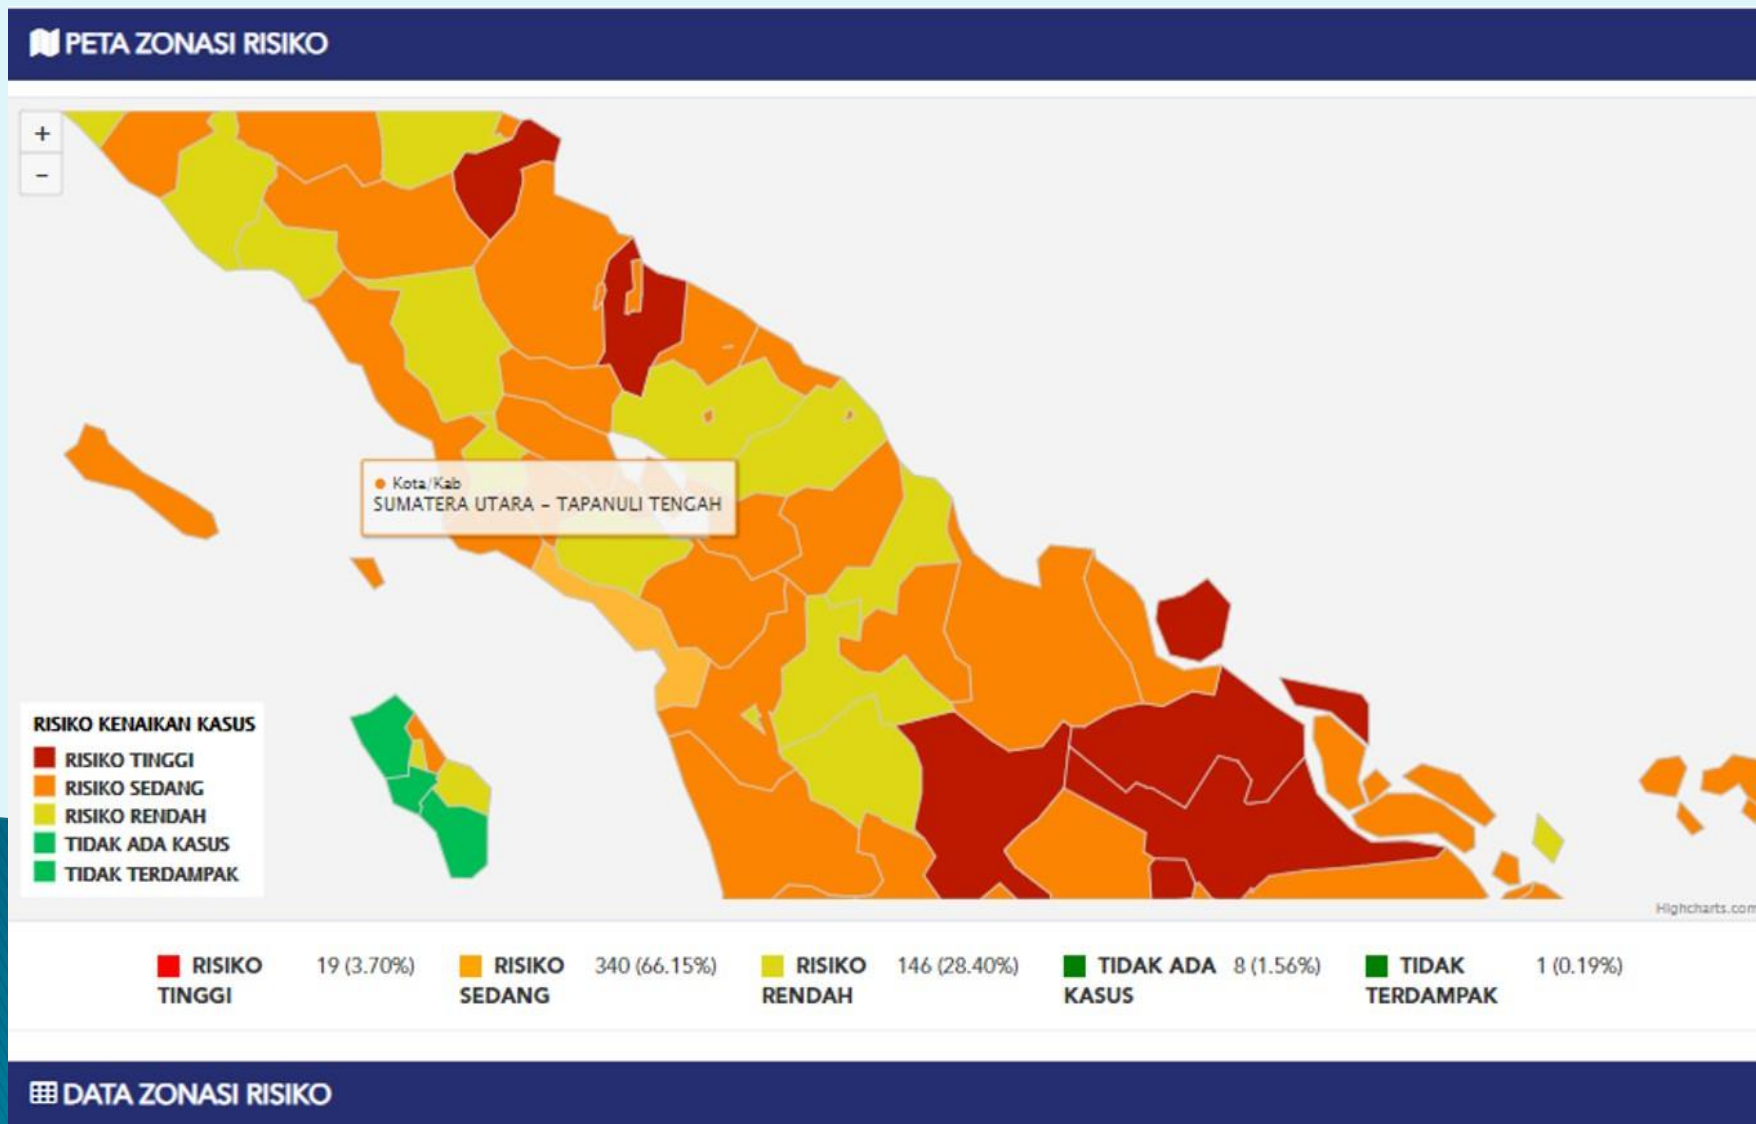 PETA ZONASI RISIKO
+
−
Kota/Kab
SUMATERA UTARA – TAPANULI TENGAH
RISIKO KENAIKAN KASUS
RISIKO TINGGI
RISIKO SEDANG
RISIKO RENDAH
TIDAK ADA KASUS
TIDAK TERDAMPAK
Highcharts.com
RISIKO TINGGI 19 (3.70%)
RISIKO SEDANG 340 (66.15%)
RISIKO RENDAH 146 (28.40%)
TIDAK ADA KASUS 8 (1.56%)
TIDAK TERDAMPAK 1 (0.19%)
DATA ZONASI RISIKO